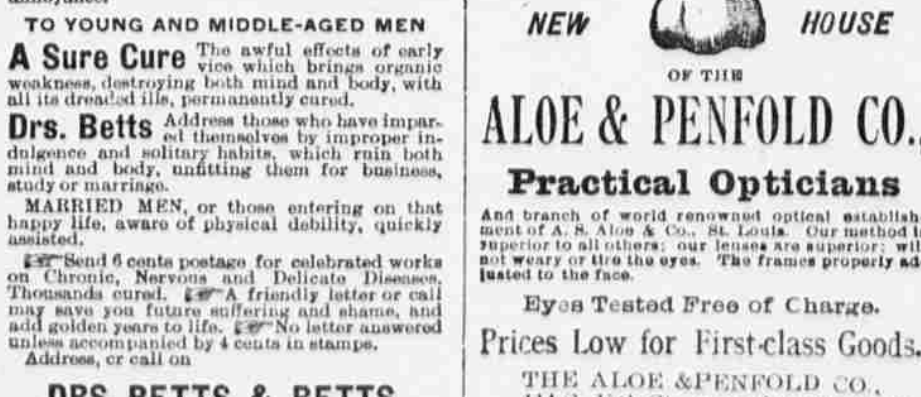 TO YOUNG AND MIDDLE-AGED MEN
A Sure Cure The awful effects of early
vice which brings organic
weakness, destroying both mind and body, with
all its dreaded ills, permanently cured.
Drs. Betts Address those who have impar-
ed themselves by improper in-
dulgence and solitary habits, which ruin both
mind and body, unfitting them for business,
study or marriage.
MARRIED MEN, or those entering on that
happy life, aware of physical debility, quickly
assisted.
☞Send 6 cents postage for celebrated works
on Chronic, Nervous and Delicate Diseases.
Thousands cured. ☞A friendly letter or call
may save you future suffering and shame, and
add golden years to life. ☞No letter answered
unless accompanied by 4 cents in stamps.
Address, or call on
DRS. BETTS & BETTS
NEW HOUSE
OF THE
ALOE & PENFOLD CO.,
Practical Opticians
And branch of world renowned optical establish
ment of A. S. Aloe & Co., St. Louis. Our method is
superior to all others; our lenses are superior; will
not weary or tire the eyes. The frames properly ad
justed to the face.
Eyes Tested Free of Charge.
Prices Low for First-class Goods.
THE ALOE &PENFOLD CO.,